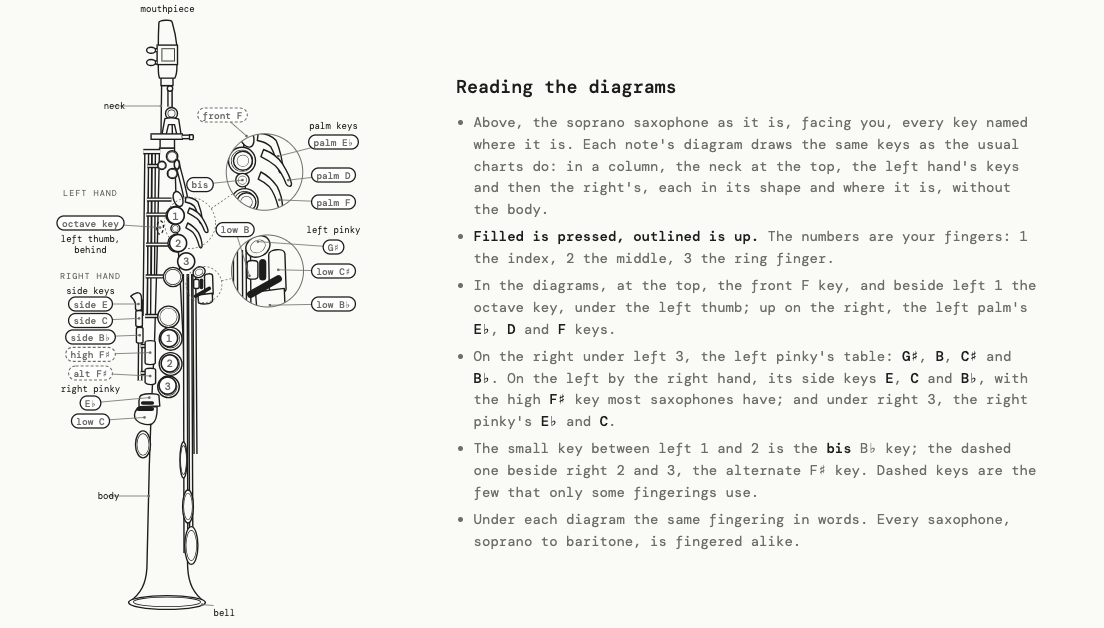 mouthpiece
neck
front F
palm keys
palm E♭
palm D
palm F
bis
LEFT HAND
octave key
left thumb,
behind
1
2
3
low B
left pinky
G♯
low C♯
low B♭
RIGHT HAND
side keys
side E
side C
side B♭
high F♯
alt F♯
1
2
3
right pinky
E♭
low C
body
bell
Reading the diagrams
• Above, the soprano saxophone as it is, facing you, every key named
where it is. Each note's diagram draws the same keys as the usual
charts do: in a column, the neck at the top, the left hand's keys
and then the right's, each in its shape and where it is, without
the body.
• Filled is pressed, outlined is up. The numbers are your fingers: 1
the index, 2 the middle, 3 the ring finger.
• In the diagrams, at the top, the front F key, and beside left 1 the
octave key, under the left thumb; up on the right, the left palm's
E♭, D and F keys.
• On the right under left 3, the left pinky's table: G♯, B, C♯ and
B♭. On the left by the right hand, its side keys E, C and B♭, with
the high F♯ key most saxophones have; and under right 3, the right
pinky's E♭ and C.
• The small key between left 1 and 2 is the bis B♭ key; the dashed
one beside right 2 and 3, the alternate F♯ key. Dashed keys are the
few that only some fingerings use.
• Under each diagram the same fingering in words. Every saxophone,
soprano to baritone, is fingered alike.